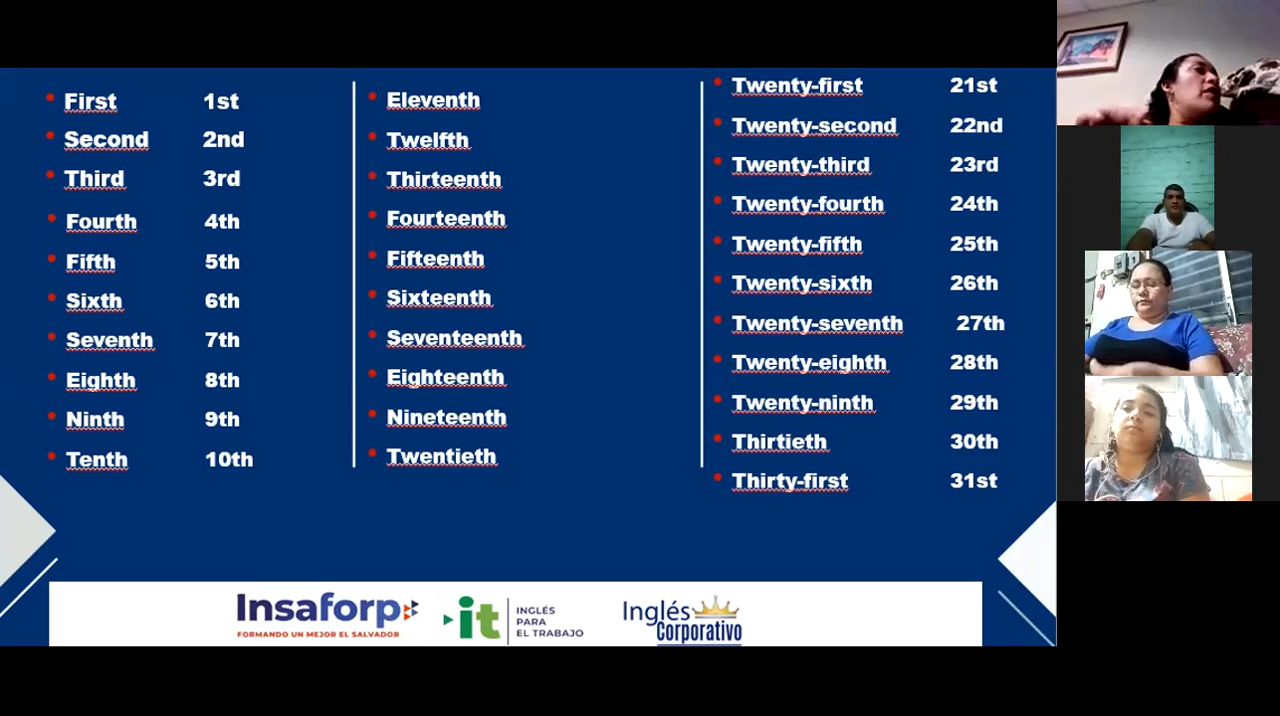 First 1st
Second 2nd
Third 3rd
Fourth 4th
Fifth 5th
Sixth 6th
Seventh 7th
Eighth 8th
Ninth 9th
Tenth 10th
Eleventh
Twelfth
Thirteenth
Fourteenth
Fifteenth
Sixteenth
Seventeenth
Eighteenth
Nineteenth
Twentieth
Twenty-first 21st
Twenty-second 22nd
Twenty-third 23rd
Twenty-fourth 24th
Twenty-fifth 25th
Twenty-sixth 26th
Twenty-seventh 27th
Twenty-eighth 28th
Twenty-ninth 29th
Thirtieth 30th
Thirty-first 31st
Insaforp
FORMANDO UN MEJOR EL SALVADOR
it
INGLÉS
PARA
EL TRABAJO
Inglés
Corporativo